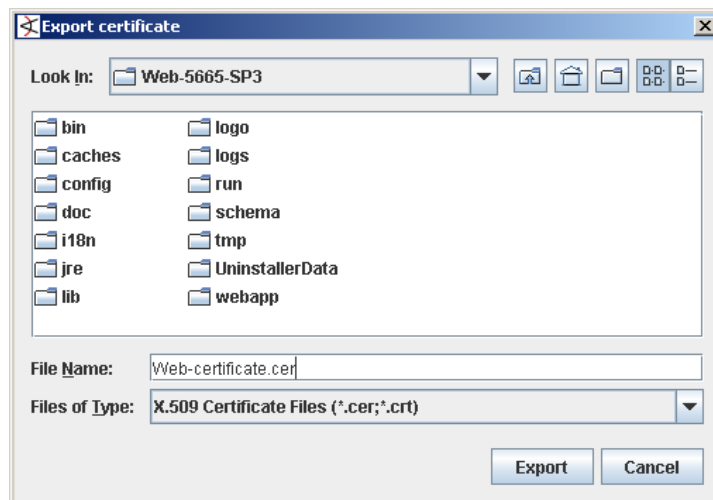 Export certificate
Look In: Web-5665-SP3
bin logo
caches logs
config run
doc schema
i18n tmp
jre UninstallerData
lib webapp
File Name: Web-certificate.cer
Files of Type: X.509 Certificate Files (*.cer;*.crt)
Export Cancel